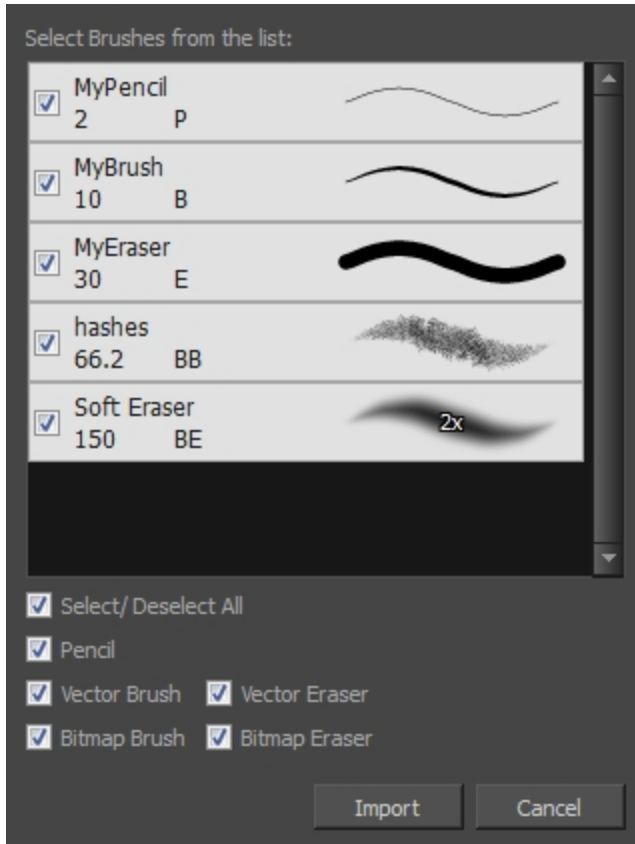 Select Brushes from the list:
MyPencil
2 P
MyBrush
10 B
MyEraser
30 E
hashes
66.2 BB
Soft Eraser
150 BE
2x
Select/ Deselect All
Pencil
Vector Brush Vector Eraser
Bitmap Brush Bitmap Eraser
Import Cancel